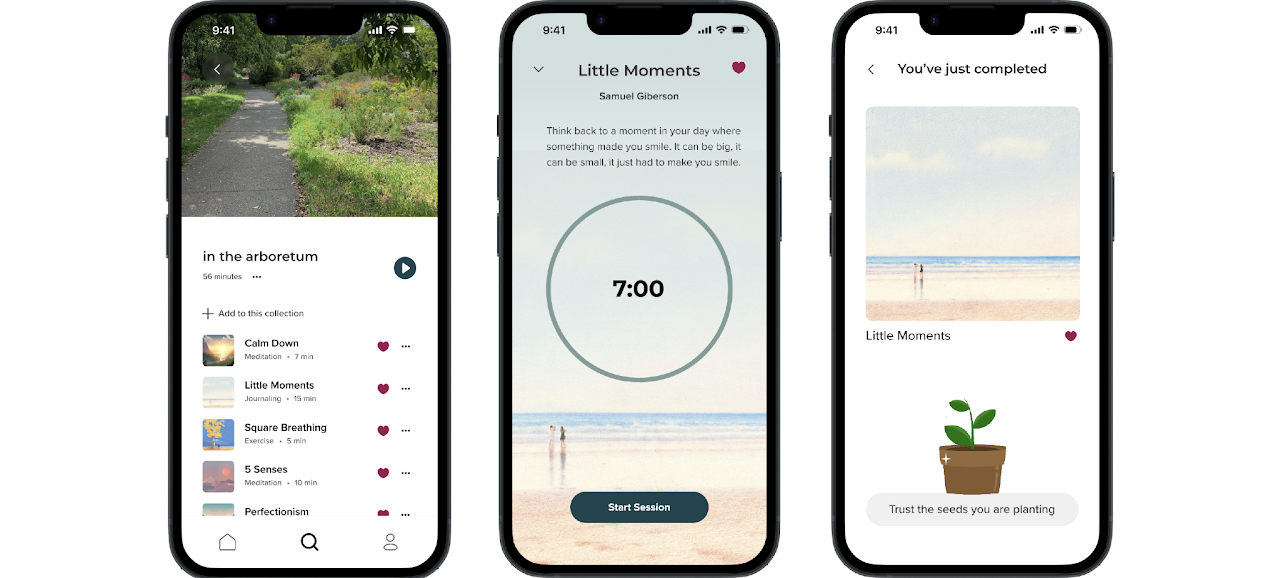 9:41
in the arboretum
56 minutes •••
Add to this collection
Calm Down
Meditation • 7 min
Little Moments
Journaling • 15 min
Square Breathing
Exercise • 5 min
5 Senses
Meditation • 10 min
Perfectionism
9:41
Little Moments
Samuel Giberson
Think back to a moment in your day where
something made you smile. It can be big, it
can be small, it just had to make you smile.
7:00
Start Session
9:41
You’ve just completed
Little Moments
Trust the seeds you are planting